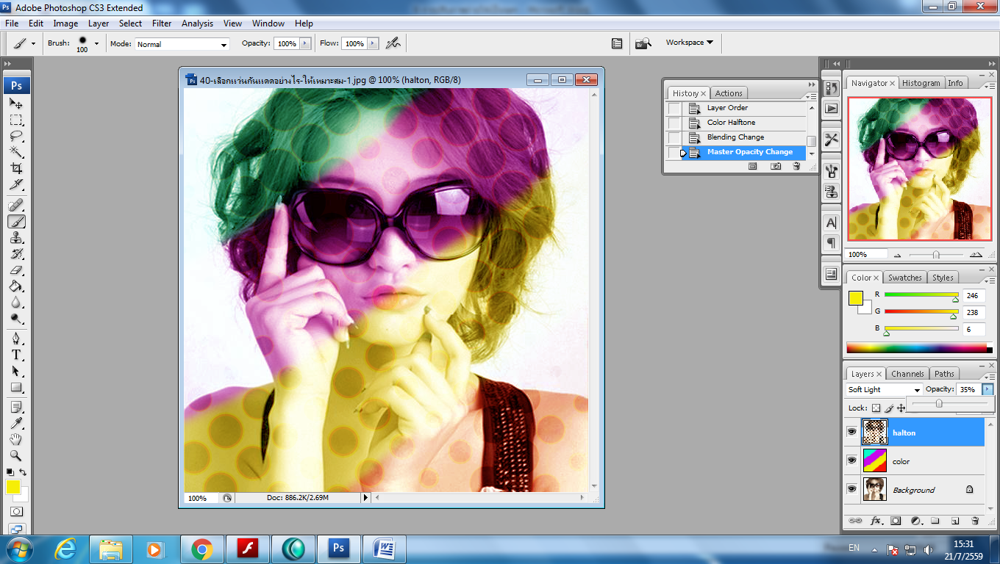 Adobe Photoshop CS3 Extended
File Edit Image Layer Select Filter Analysis View Window Help
Brush: 100 Mode: Normal Opacity: 100% Flow: 100% Workspace
Ps
40-เลือกแว่นกันแดดอย่างไร-ให้เหมาะสม-1.jpg @ 100% (halton, RGB/8)
100% Doc: 886.2K/2.69M
History Actions
Layer Order
Color Halftone
Blending Change
Master Opacity Change
Navigator Histogram Info
100%
Color Swatches Styles
R 246
G 238
B 6
Layers Channels Paths
Soft Light Opacity: 35%
Lock:
halton
color
Background
EN 15:31
21/7/2559